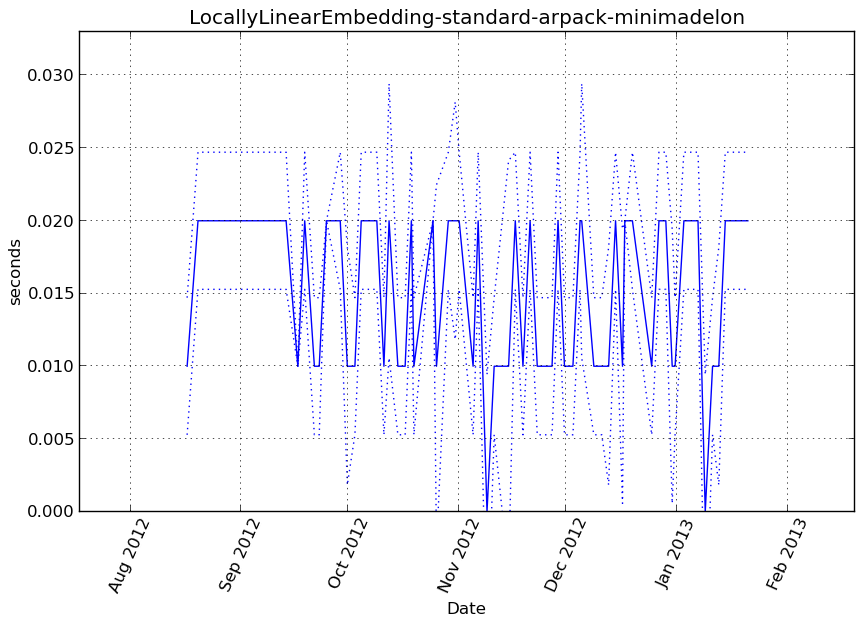 LocallyLinearEmbedding-standard-arpack-minimadelon
0.030
0.025
0.020
0.015
0.010
0.005
0.000
seconds
Aug 2012
Sep 2012
Oct 2012
Nov 2012
Dec 2012
Jan 2013
Feb 2013
Date